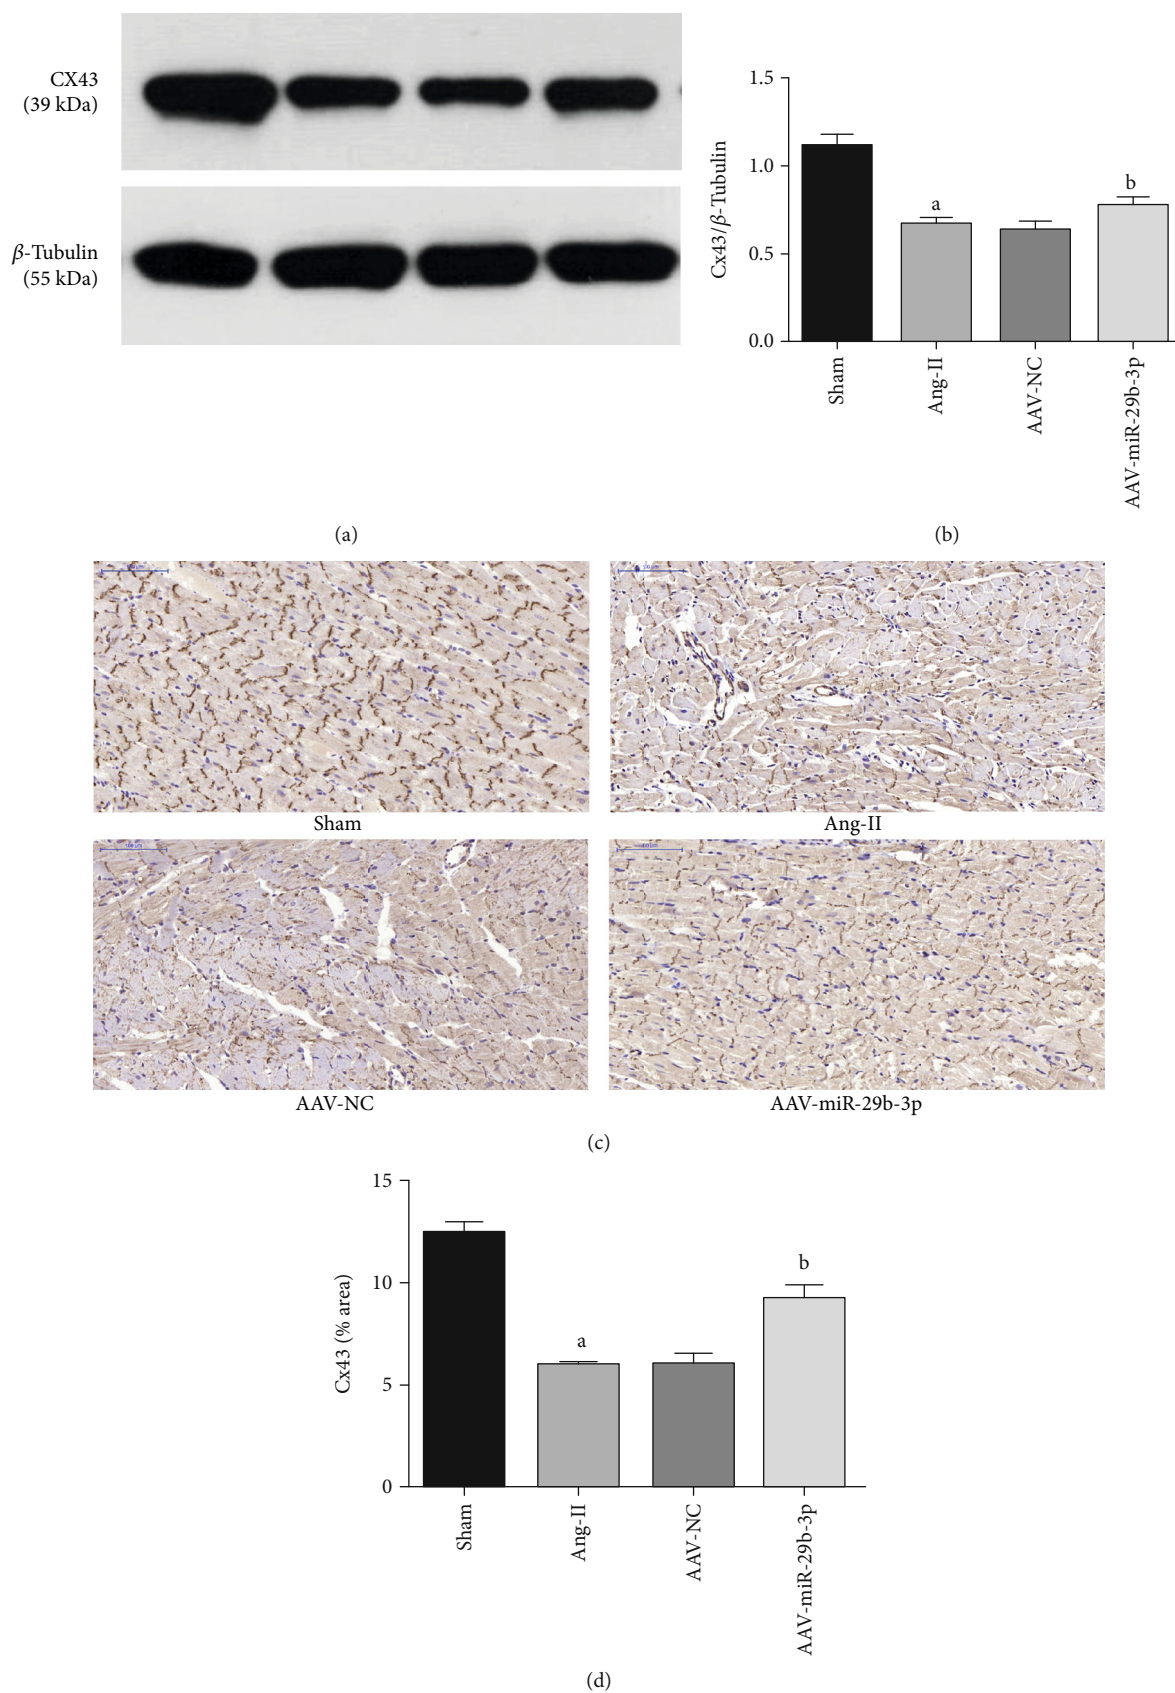 CX43
(39 kDa)
β-Tubulin
(55 kDa)
(a)
Cx43/β-Tubulin
1.5
1.0
0.5
0.0
a
b
Sham
Ang-II
AAV-NC
AAV-miR-29b-3p
(b)
Sham
Ang-II
AAV-NC
AAV-miR-29b-3p
(c)
Cx43 (% area)
15
10
5
0
a
b
Sham
Ang-II
AAV-NC
AAV-miR-29b-3p
(d)